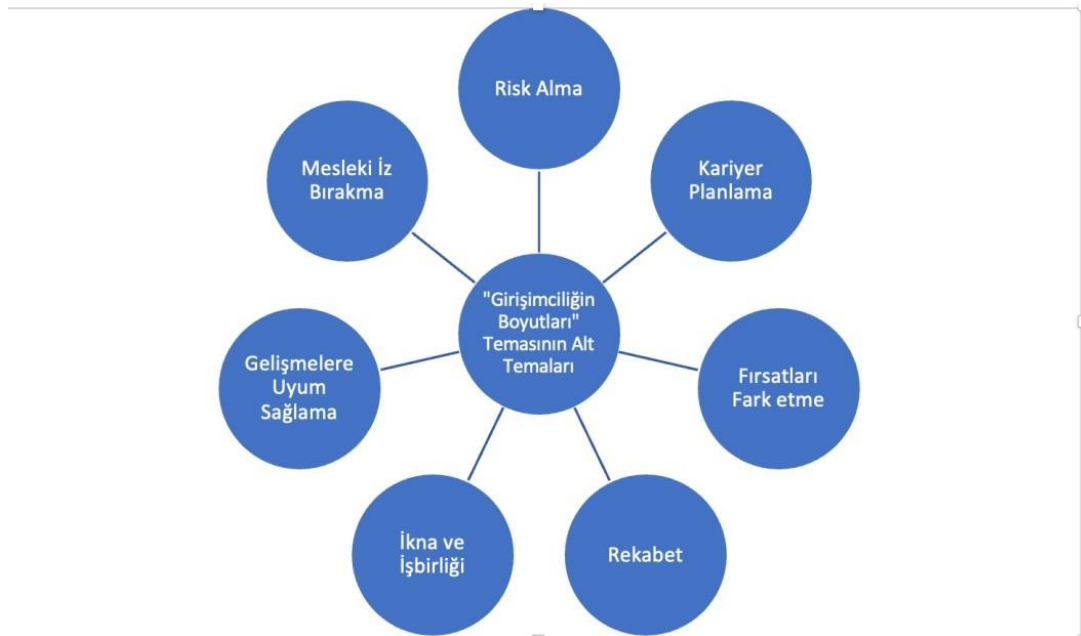 Risk Alma
Kariyer
Planlama
Fırsatları
Fark etme
Rekabet
İkna ve
İşbirliği
Gelişmelere
Uyum
Sağlama
Mesleki İz
Bırakma
"Girişimciliğin
Boyutları"
Temasının Alt
Temaları